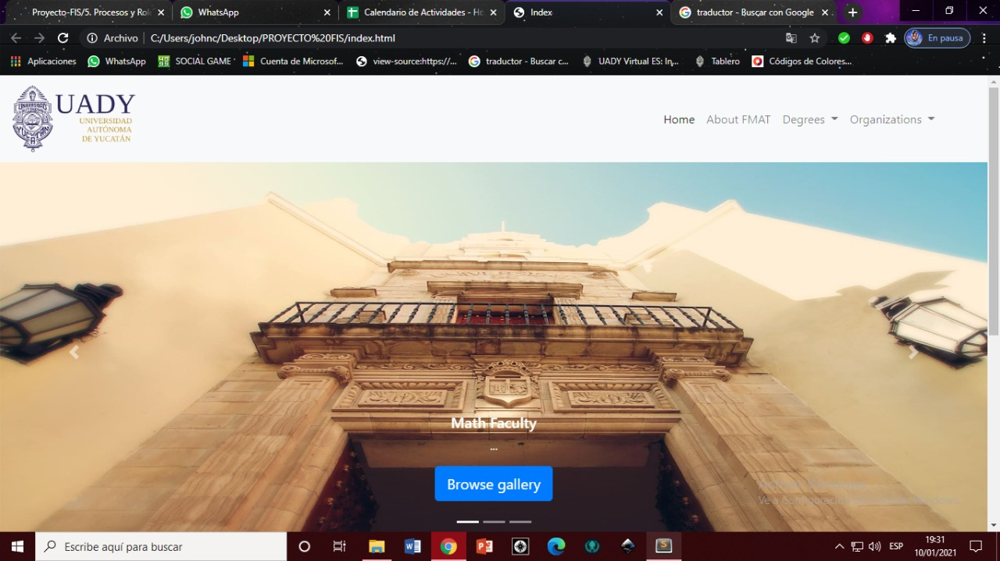 Proyecto-FIS/5. Procesos y Rol
WhatsApp
Calendario de Actividades - Ho
Index
traductor - Buscar con Google
Archivo
C:/Users/johnc/Desktop/PROYECTO%20FIS/index.html
En pausa
Aplicaciones
WhatsApp
SOCIAL GAME
Cuenta de Microsof...
view-source:https://...
traductor - Buscar c...
UADY Virtual ES: In...
Tablero
Códigos de Colores...
UADY
UNIVERSIDAD
AUTÓNOMA
DE YUCATÁN
Home
About FMAT
Degrees
Organizations
Math Faculty
...
Browse gallery
Activar Windows
Ve a Configuración para activar Windows.
Escribe aquí para buscar
ESP
19:31
10/01/2021